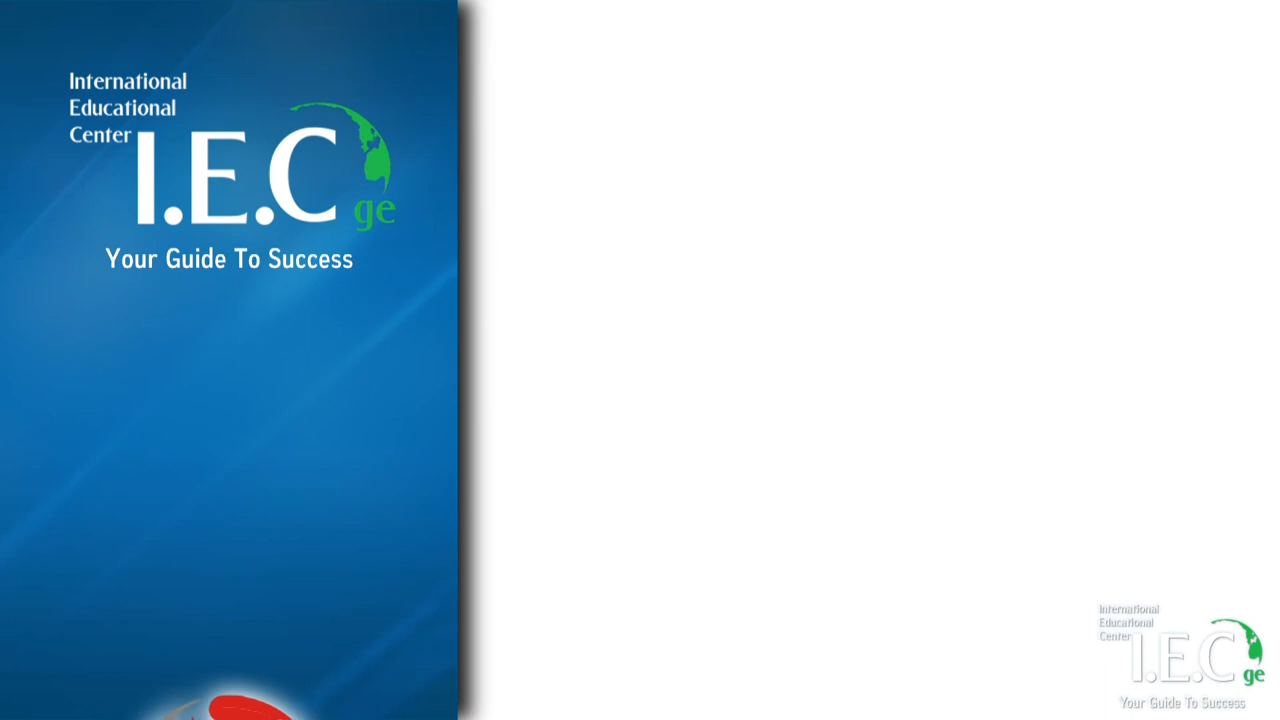 International
Educational
Center
I.E.C
ge
Your Guide To Success
International
Educational
Center
I.E.C
ge
Your Guide To Success